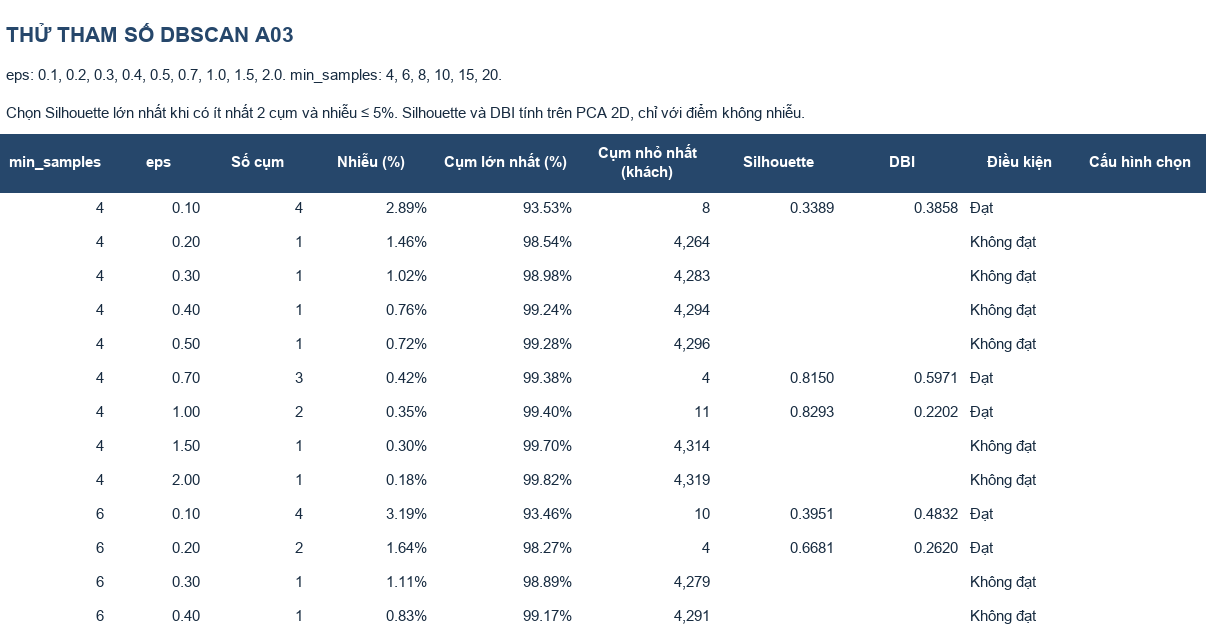 THỬ THAM SỐ DBSCAN A03
eps: 0.1, 0.2, 0.3, 0.4, 0.5, 0.7, 1.0, 1.5, 2.0. min_samples: 4, 6, 8, 10, 15, 20.
Chọn Silhouette lớn nhất khi có ít nhất 2 cụm và nhiễu ≤ 5%. Silhouette và DBI tính trên PCA 2D, chỉ với điểm không nhiễu.
min_samples eps Số cụm Nhiễu (%) Cụm lớn nhất (%) Cụm nhỏ nhất (khách) Silhouette DBI Điều kiện Cấu hình chọn
4 0.10 4 2.89% 93.53% 8 0.3389 0.3858 Đạt
4 0.20 1 1.46% 98.54% 4,264 Không đạt
4 0.30 1 1.02% 98.98% 4,283 Không đạt
4 0.40 1 0.76% 99.24% 4,294 Không đạt
4 0.50 1 0.72% 99.28% 4,296 Không đạt
4 0.70 3 0.42% 99.38% 4 0.8150 0.5971 Đạt
4 1.00 2 0.35% 99.40% 11 0.8293 0.2202 Đạt
4 1.50 1 0.30% 99.70% 4,314 Không đạt
4 2.00 1 0.18% 99.82% 4,319 Không đạt
6 0.10 4 3.19% 93.46% 10 0.3951 0.4832 Đạt
6 0.20 2 1.64% 98.27% 4 0.6681 0.2620 Đạt
6 0.30 1 1.11% 98.89% 4,279 Không đạt
6 0.40 1 0.83% 99.17% 4,291 Không đạt